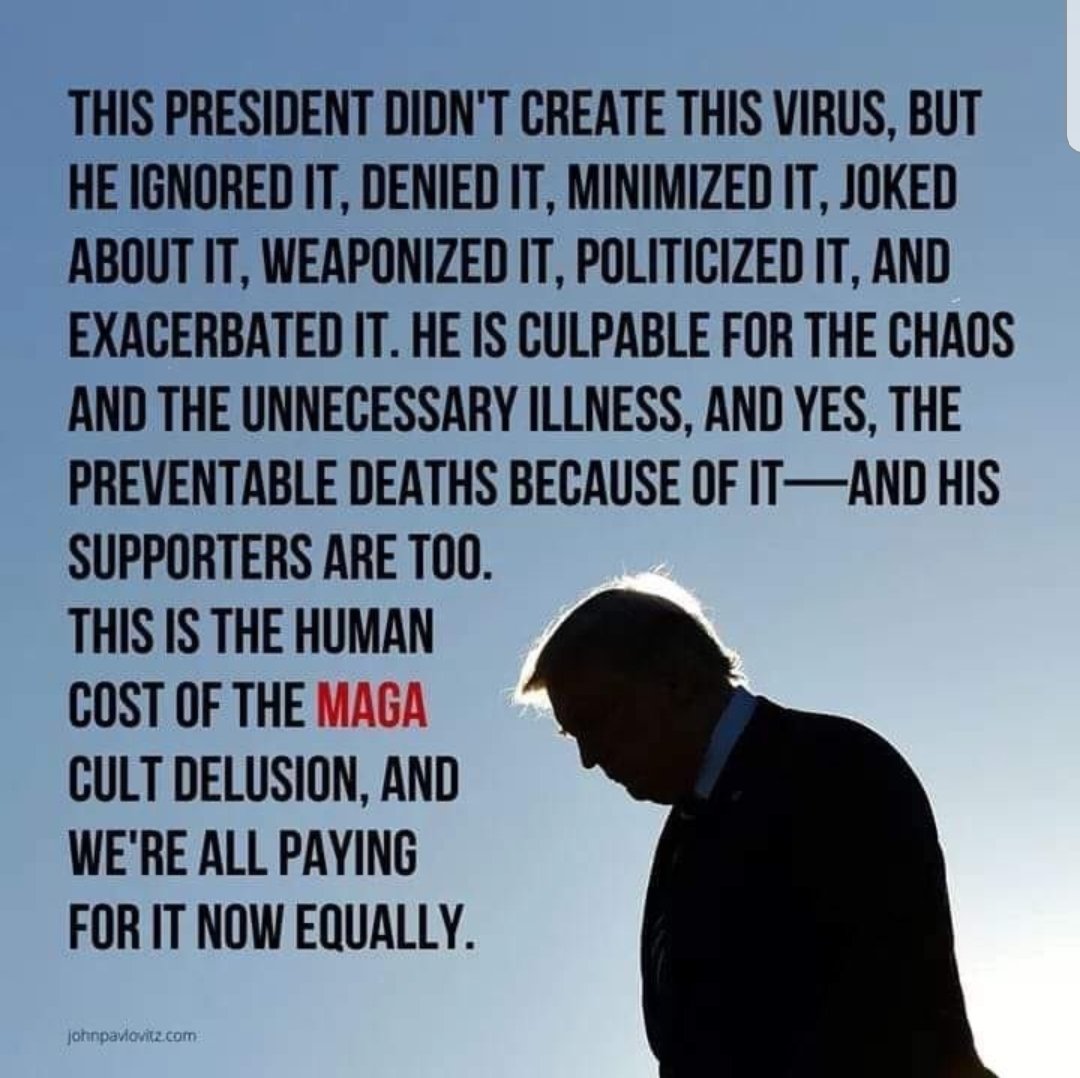 THIS PRESIDENT DIDN'T CREATE THIS VIRUS, BUT
HE IGNORED IT, DENIED IT, MINIMIZED IT, JOKED
ABOUT IT, WEAPONIZED IT, POLITICIZED IT, AND
EXACERBATED IT. HE IS CULPABLE FOR THE CHAOS
AND THE UNNECESSARY ILLNESS, AND YES, THE
PREVENTABLE DEATHS BECAUSE OF IT—AND HIS
SUPPORTERS ARE TOO.
THIS IS THE HUMAN
COST OF THE MAGA
CULT DELUSION, AND
WE'RE ALL PAYING
FOR IT NOW EQUALLY.
johnpavlovitz.com